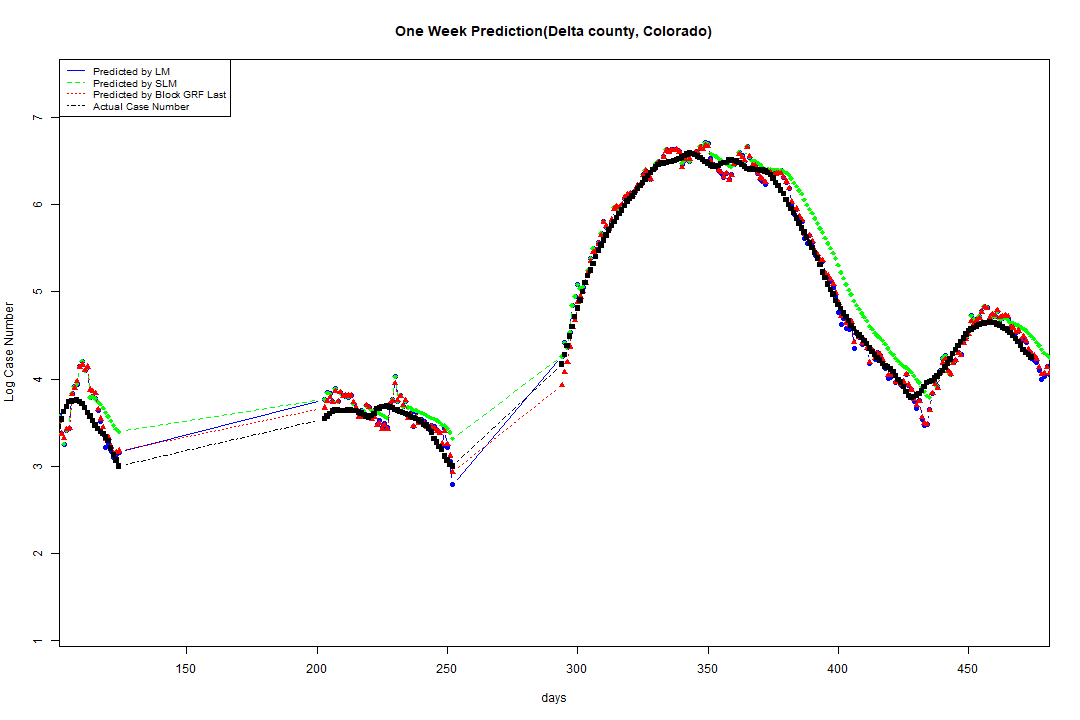 One Week Prediction(Delta county, Colorado)
Predicted by LM
Predicted by SLM
Predicted by Block GRF Last
Actual Case Number
7
6
5
4
3
2
1
Log Case Number
150 200 250 300 350 400 450
days